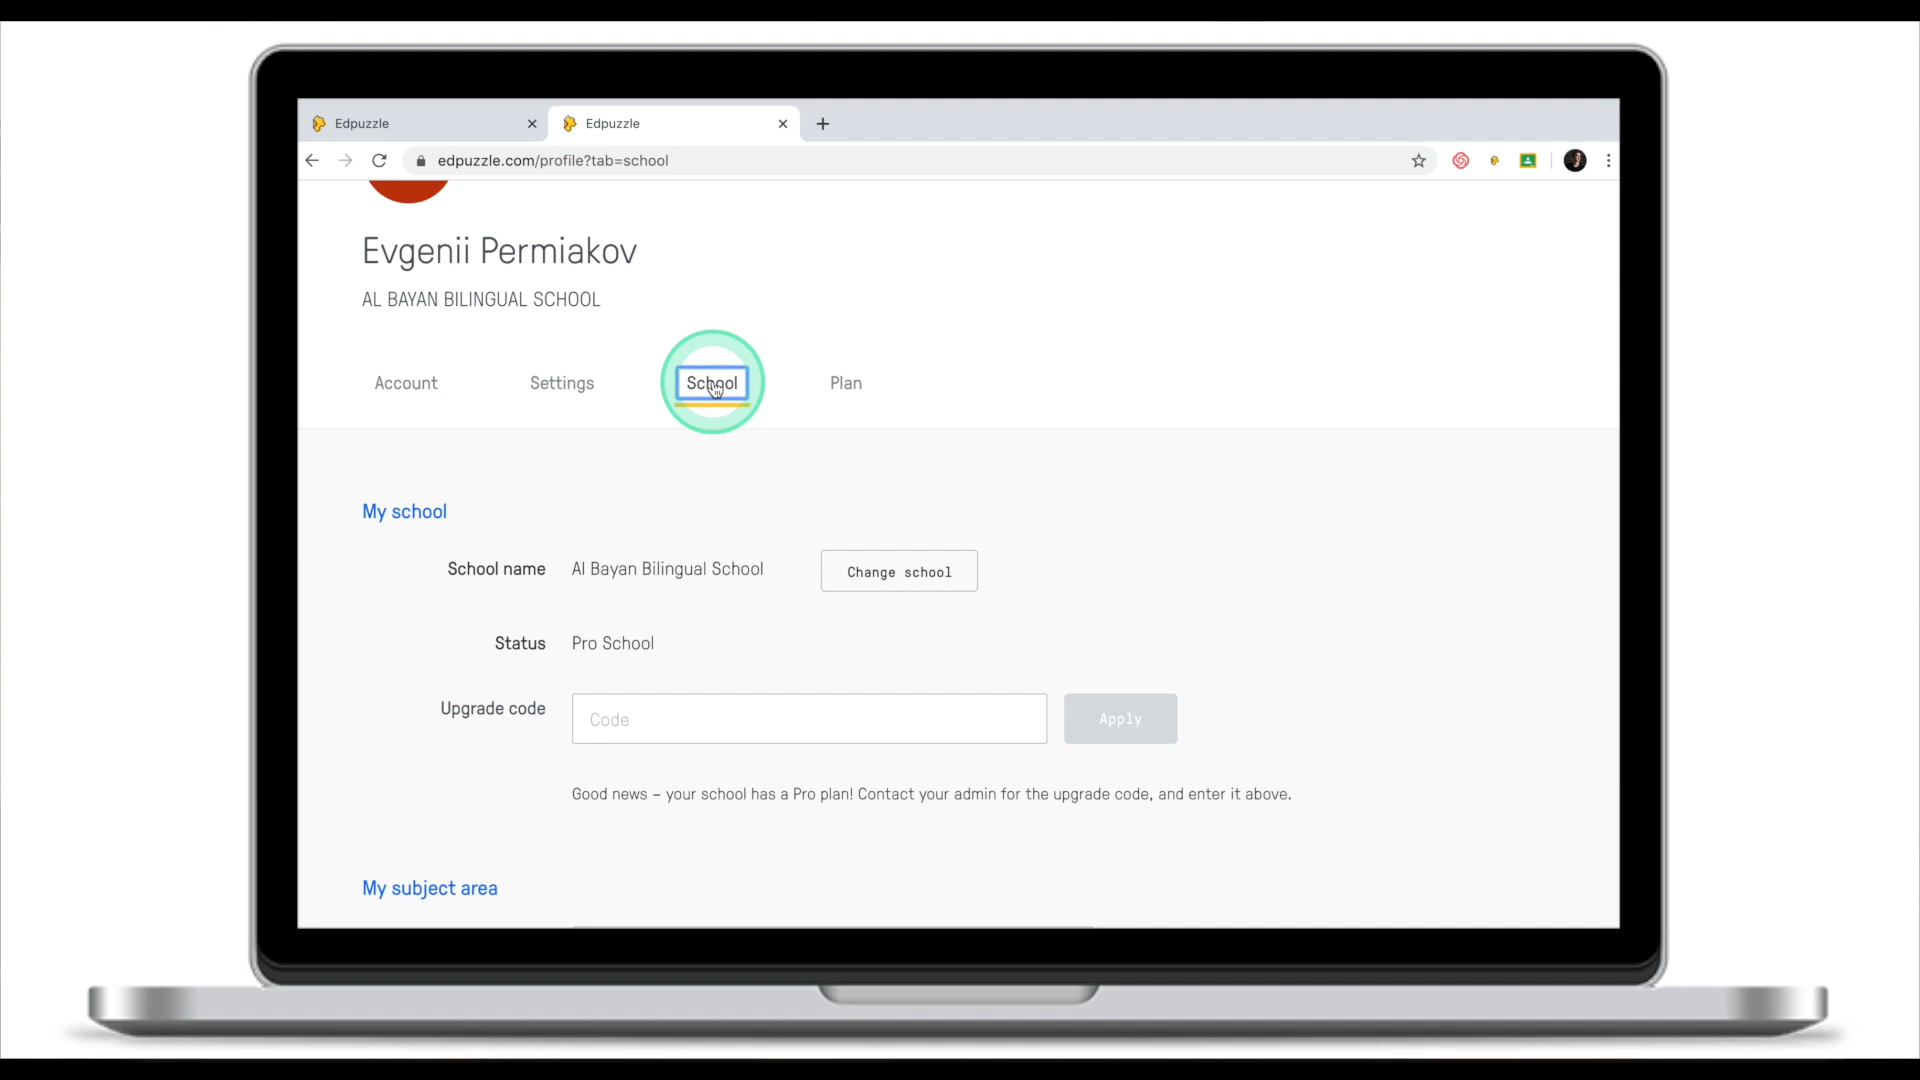 Edpuzzle
Edpuzzle
edpuzzle.com/profile?tab=school
Evgenii Permiakov
AL BAYAN BILINGUAL SCHOOL
Account Settings School Plan
My school
School name Al Bayan Bilingual School Change school
Status Pro School
Upgrade code Code Apply
Good news – your school has a Pro plan! Contact your admin for the upgrade code, and enter it above.
My subject area